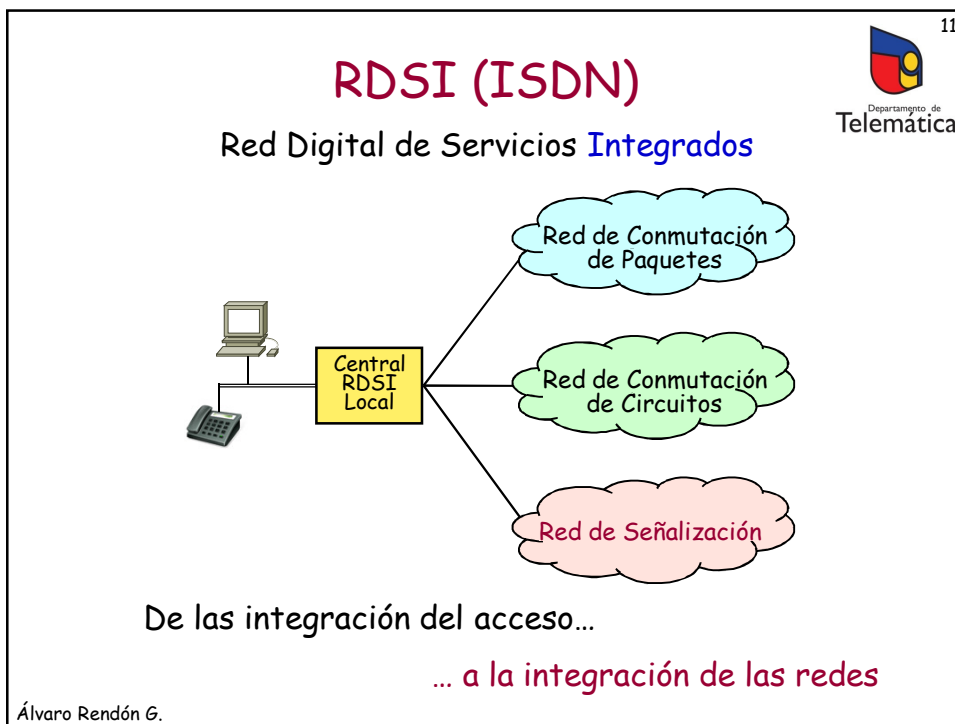 11
RDSI (ISDN)
Departamento de
Telemática
Red Digital de Servicios Integrados
Red de Conmutación
de Paquetes
Central
RDSI
Local
Red de Conmutación
de Circuitos
Red de Señalización
De las integración del acceso…
… a la integración de las redes
Álvaro Rendón G.